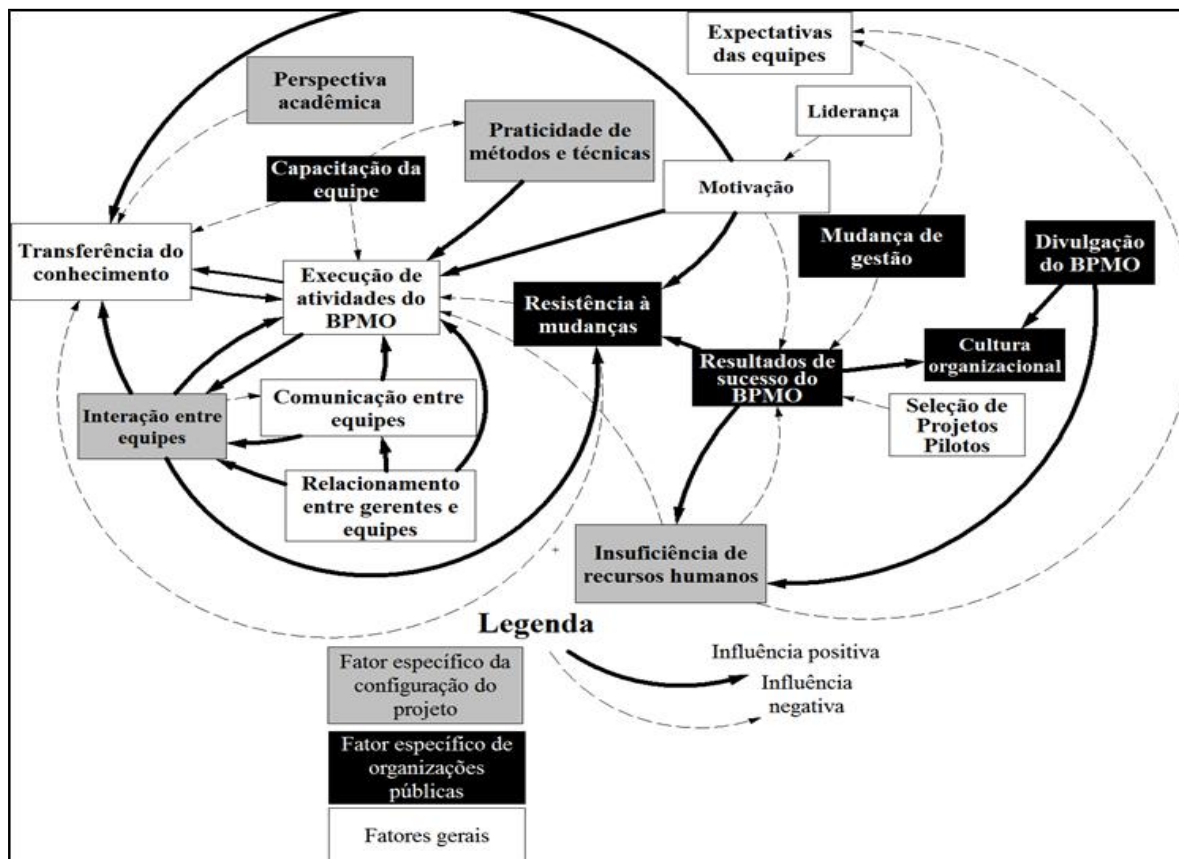 Expectativas
das equipes
Perspectiva
acadêmica
Liderança
Praticidade de
métodos e técnicas
Capacitação da
equipe
Motivação
Transferência do
conhecimento
Mudança de
gestão
Divulgação
do BPMO
Execução de
atividades do
BPMO
Resistência à
mudanças
Cultura
organizacional
Resultados de
sucesso do
BPMO
Comunicação entre
equipes
Interação entre
equipes
Seleção de
Projetos
Pilotos
Relacionamento
entre gerentes e
equipes
Insuficiência de
recursos humanos
Legenda
Fator específico da
configuração do
projeto
Influência positiva
Influência
negativa
Fator específico de
organizações
públicas
Fatores gerais